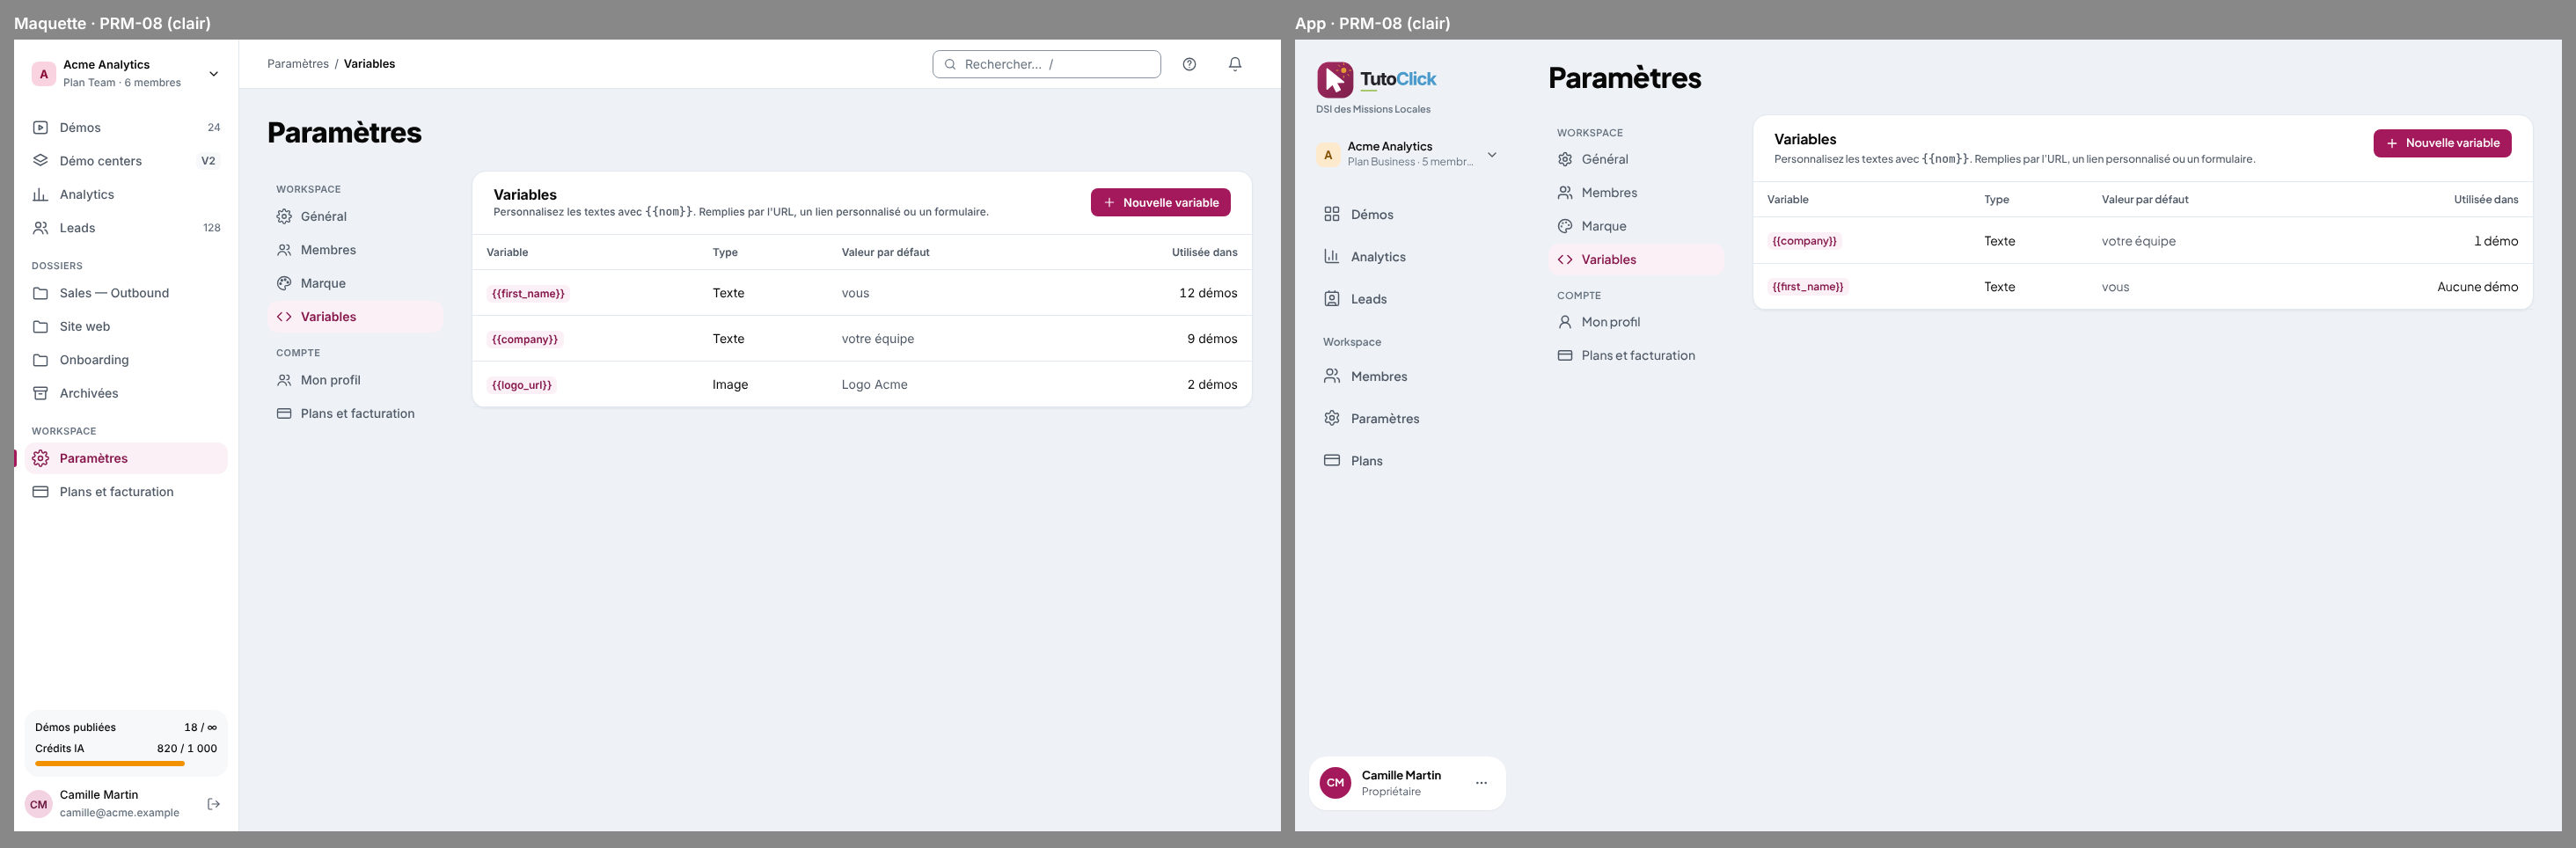 Maquette · PRM-08 (clair)
A
Acme Analytics
Plan Team · 6 membres
Démos 24
Démo centers V2
Analytics
Leads 128
DOSSIERS
Sales — Outbound
Site web
Onboarding
Archivées
WORKSPACE
Paramètres
Plans et facturation
Démos publiées 18 / ∞
Crédits IA 820 / 1 000
CM
Camille Martin
camille@acme.example
Paramètres / Variables
Rechercher... /
Paramètres
WORKSPACE
Général
Membres
Marque
Variables
COMPTE
Mon profil
Plans et facturation
Variables
Personnalisez les textes avec {{nom}}. Remplies par l'URL, un lien personnalisé ou un formulaire.
Nouvelle variable
Variable Type Valeur par défaut Utilisée dans
{{first_name}} Texte vous 12 démos
{{company}} Texte votre équipe 9 démos
{{logo_url}} Image Logo Acme 2 démos
App · PRM-08 (clair)
TutoClick
DSI des Missions Locales
A
Acme Analytics
Plan Business · 5 membr...
Démos
Analytics
Leads
Workspace
Membres
Paramètres
Plans
CM
Camille Martin
Propriétaire
Paramètres
WORKSPACE
Général
Membres
Marque
Variables
COMPTE
Mon profil
Plans et facturation
Variables
Personnalisez les textes avec {{nom}}. Remplies par l'URL, un lien personnalisé ou un formulaire.
Nouvelle variable
Variable Type Valeur par défaut Utilisée dans
{{company}} Texte votre équipe 1 démo
{{first_name}} Texte vous Aucune démo